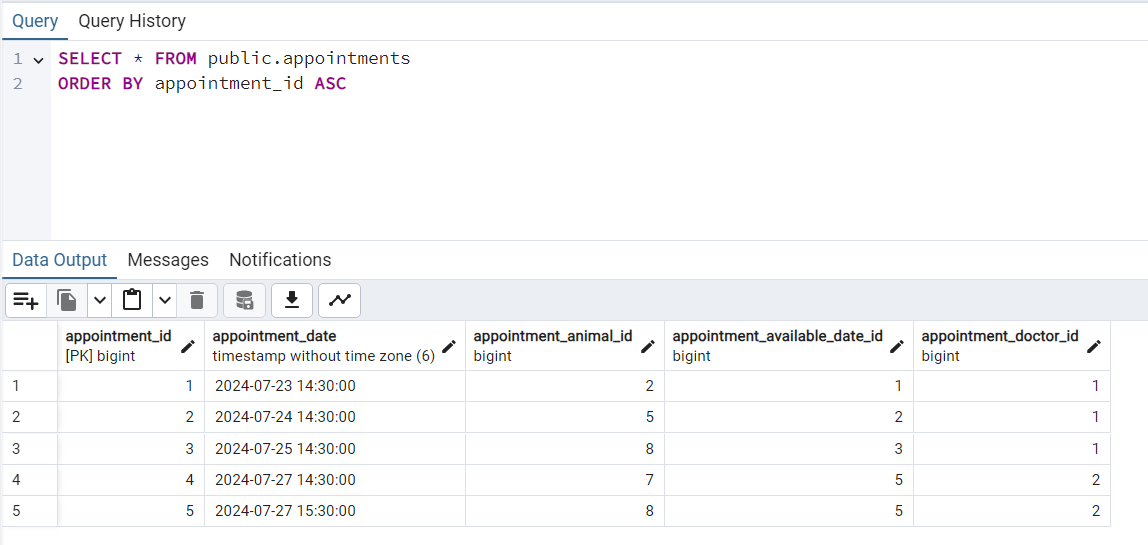 Query Query History
1 SELECT * FROM public.appointments
2 ORDER BY appointment_id ASC
Data Output Messages Notifications
appointment_id appointment_date appointment_animal_id appointment_available_date_id appointment_doctor_id
[PK] bigint timestamp without time zone (6) bigint bigint bigint
1 1 2024-07-23 14:30:00 2 1 1
2 2 2024-07-24 14:30:00 5 2 1
3 3 2024-07-25 14:30:00 8 3 1
4 4 2024-07-27 14:30:00 7 5 2
5 5 2024-07-27 15:30:00 8 5 2